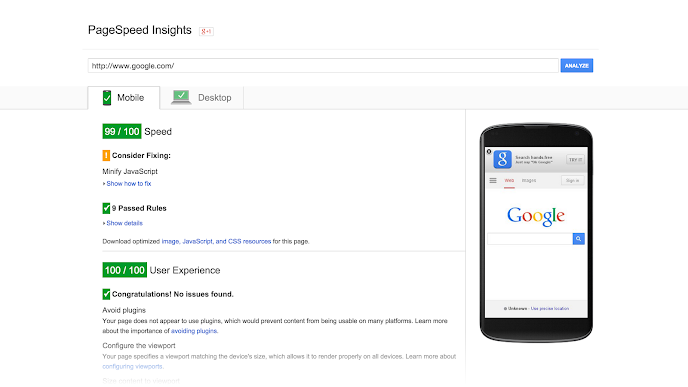 PageSpeed Insights
g+1
http://www.google.com/
ANALYZE
Mobile
Desktop
99 / 100 Speed
! Consider Fixing:
Minify JavaScript
Show how to fix
9 Passed Rules
Show details
Download optimized image, JavaScript, and CSS resources for this page.
100 / 100 User Experience
Congratulations! No issues found.
Avoid plugins
Your page does not appear to use plugins, which would prevent content from being usable on many platforms. Learn more
about the importance of avoiding plugins.
Configure the viewport
Your page specifies a viewport matching the device's size, which allows it to render properly on all devices. Learn more about
configuring viewports.
Size content to viewport
g
Search hands free
Just say "Ok Google"
TRY IT
Web
Images
Sign in
Google
Unknown - Use precise location